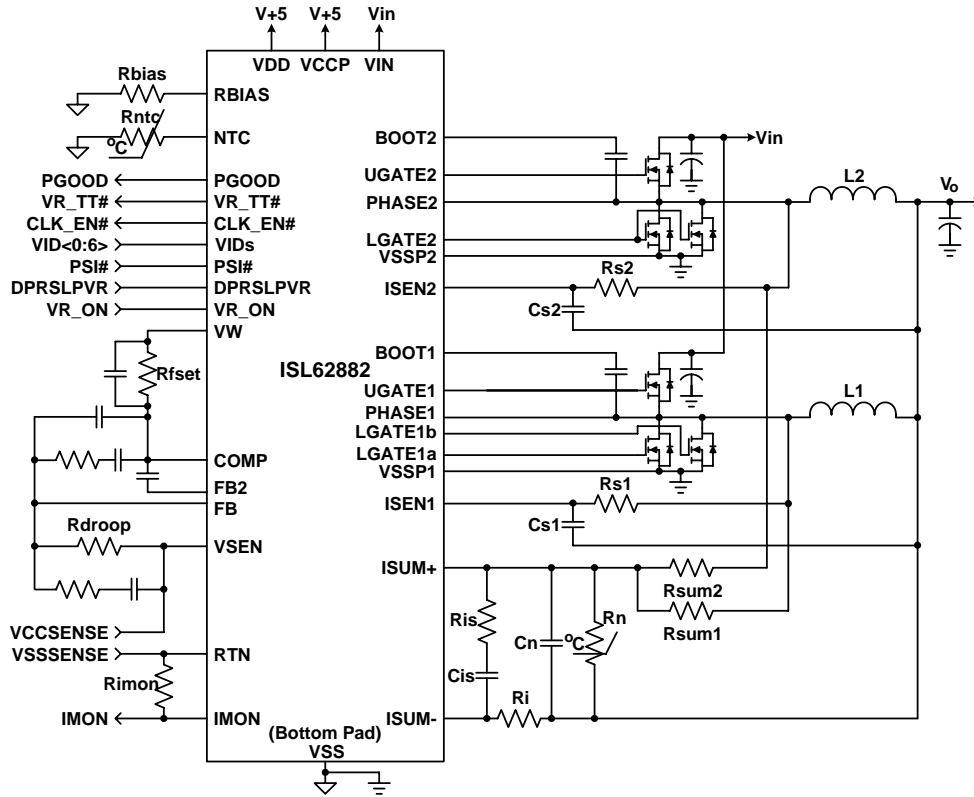 V+5 V+5 Vin
VDD VCCP VIN
Rbias
RBIAS
Rntc
°C
NTC
PGOOD PGOOD
VR_TT# VR_TT#
CLK_EN# CLK_EN#
VID<0:6> VIDs
PSI# PSI#
DPRSLPVR DPRSLPVR
VR_ON VR_ON
VW
Rfset
COMP
FB2
FB
Rdroop
VSEN
VCCSENSE
VSSSENSE RTN
Rimon
IMON IMON
ISL62882
(Bottom Pad)
VSS
BOOT2
Vin
UGATE2
L2
Vo
PHASE2
LGATE2
VSSP2
Rs2
ISEN2
Cs2
BOOT1
UGATE1
L1
PHASE1
LGATE1b
LGATE1a
VSSP1
Rs1
ISEN1
Cs1
ISUM+
Rsum2
Rsum1
Ris
Cn
°C
Rn
Cis
Ri
ISUM-